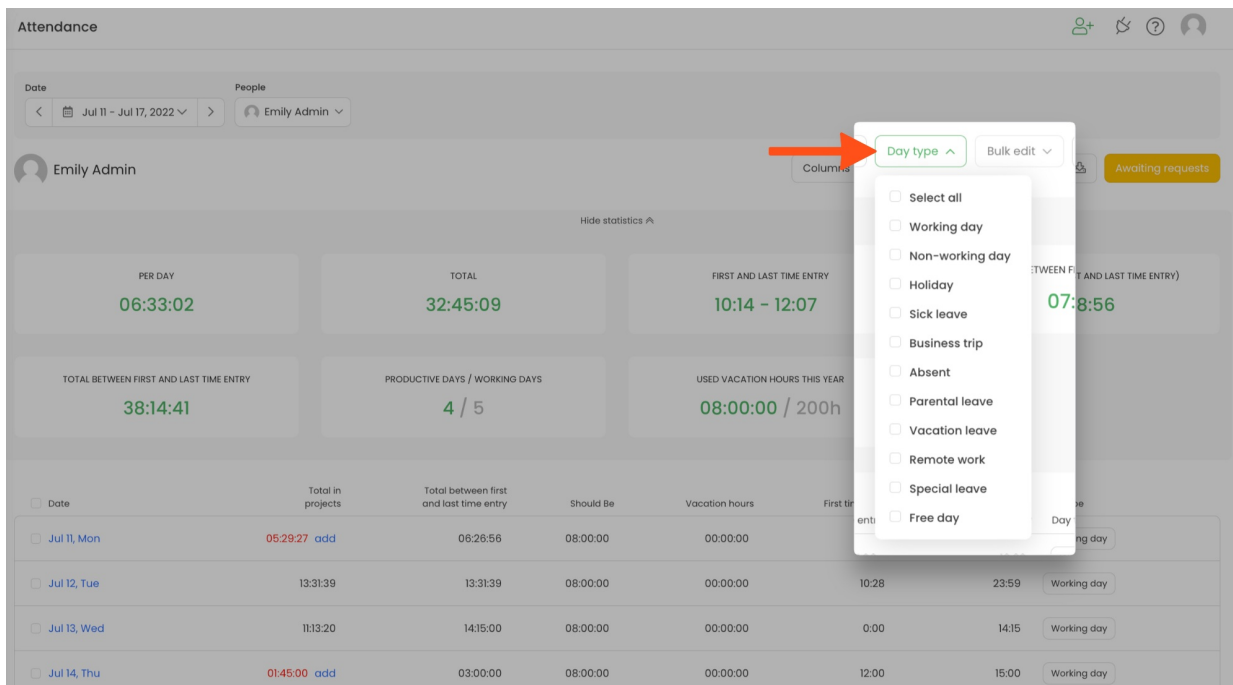 Attendance
Date
People
Jul 11 - Jul 17, 2022
Emily Admin
Emily Admin
Columns
Day type
Bulk edit
Awaiting requests
Select all
Working day
Non-working day
Holiday
Sick leave
Business trip
Absent
Parental leave
Vacation leave
Remote work
Special leave
Free day
Hide statistics
PER DAY
06:33:02
TOTAL
32:45:09
FIRST AND LAST TIME ENTRY
10:14 - 12:07
AND LAST TIME ENTRY)
07:8:56
TOTAL BETWEEN FIRST AND LAST TIME ENTRY
38:14:41
PRODUCTIVE DAYS / WORKING DAYS
4 / 5
USED VACATION HOURS THIS YEAR
08:00:00 / 200h
Date
Total in
projects
Total between first
and last time entry
Should Be
Vacation hours
First
Day
Jul 11, Mon 05:29:27 add 06:26:56 08:00:00 00:00:00 day
Jul 12, Tue 13:31:39 13:31:39 08:00:00 00:00:00 10:28 23:59 Working day
Jul 13, Wed 11:13:20 14:15:00 08:00:00 00:00:00 0:00 14:15 Working day
Jul 14, Thu 01:45:00 add 03:00:00 08:00:00 00:00:00 12:00 15:00 Working day